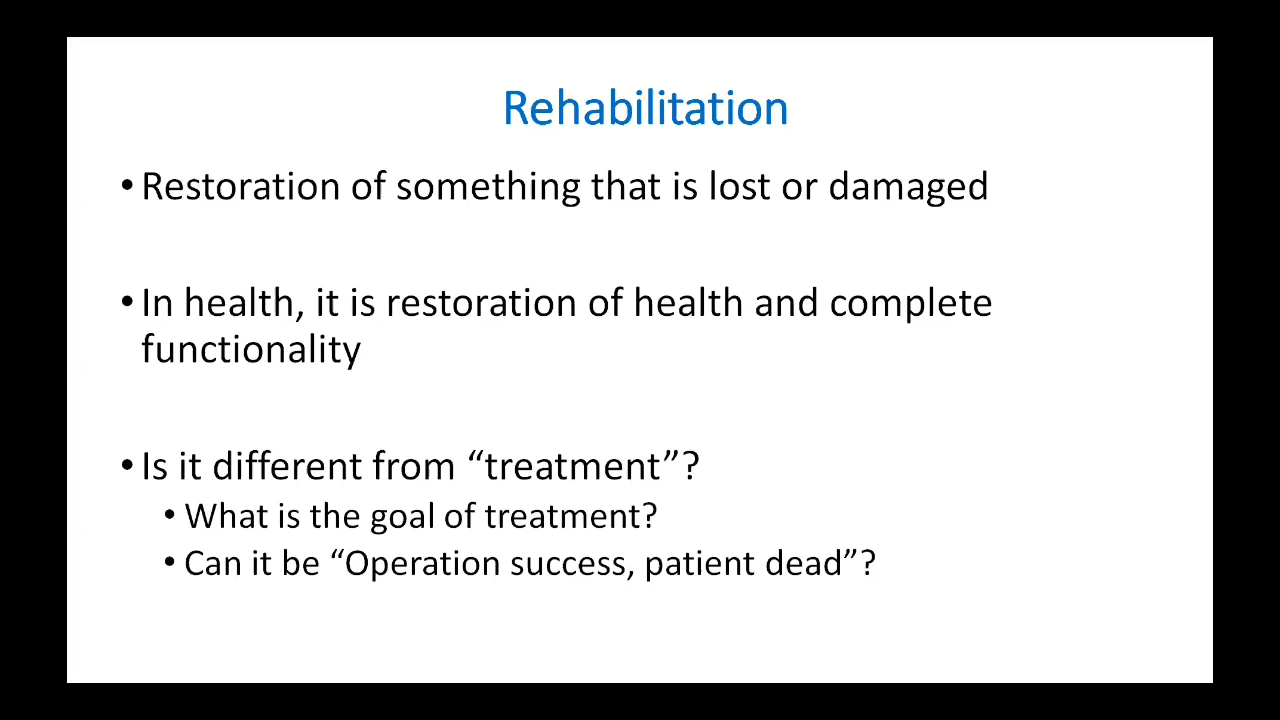 Rehabilitation
• Restoration of something that is lost or damaged
• In health, it is restoration of health and complete
functionality
• Is it different from “treatment”?
• What is the goal of treatment?
• Can it be “Operation success, patient dead”?